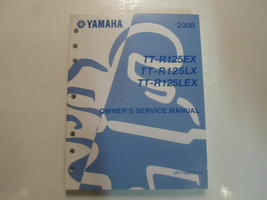 YAMAHA
2008
TT-R125EX
TT-R125LX
TT-R125LEX
OWNER'S SERVICE MANUAL